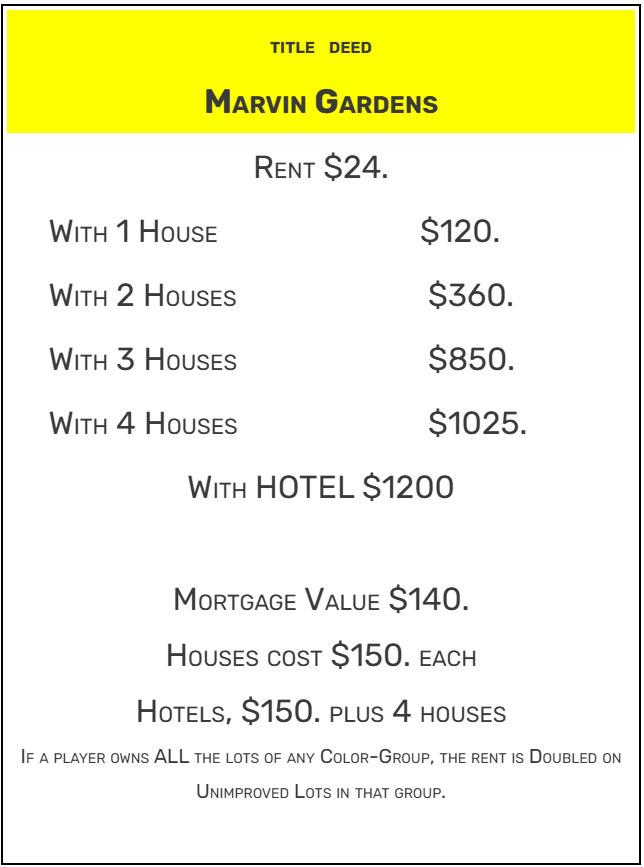 TITLE DEED
Marvin Gardens
Rent $24.
With 1 House $120.
With 2 Houses $360.
With 3 Houses $850.
With 4 Houses $1025.
With HOTEL $1200
Mortgage Value $140.
Houses cost $150. each
Hotels, $150. plus 4 houses
If a player owns ALL the lots of any Color-Group, the rent is Doubled on
Unimproved Lots in that group.